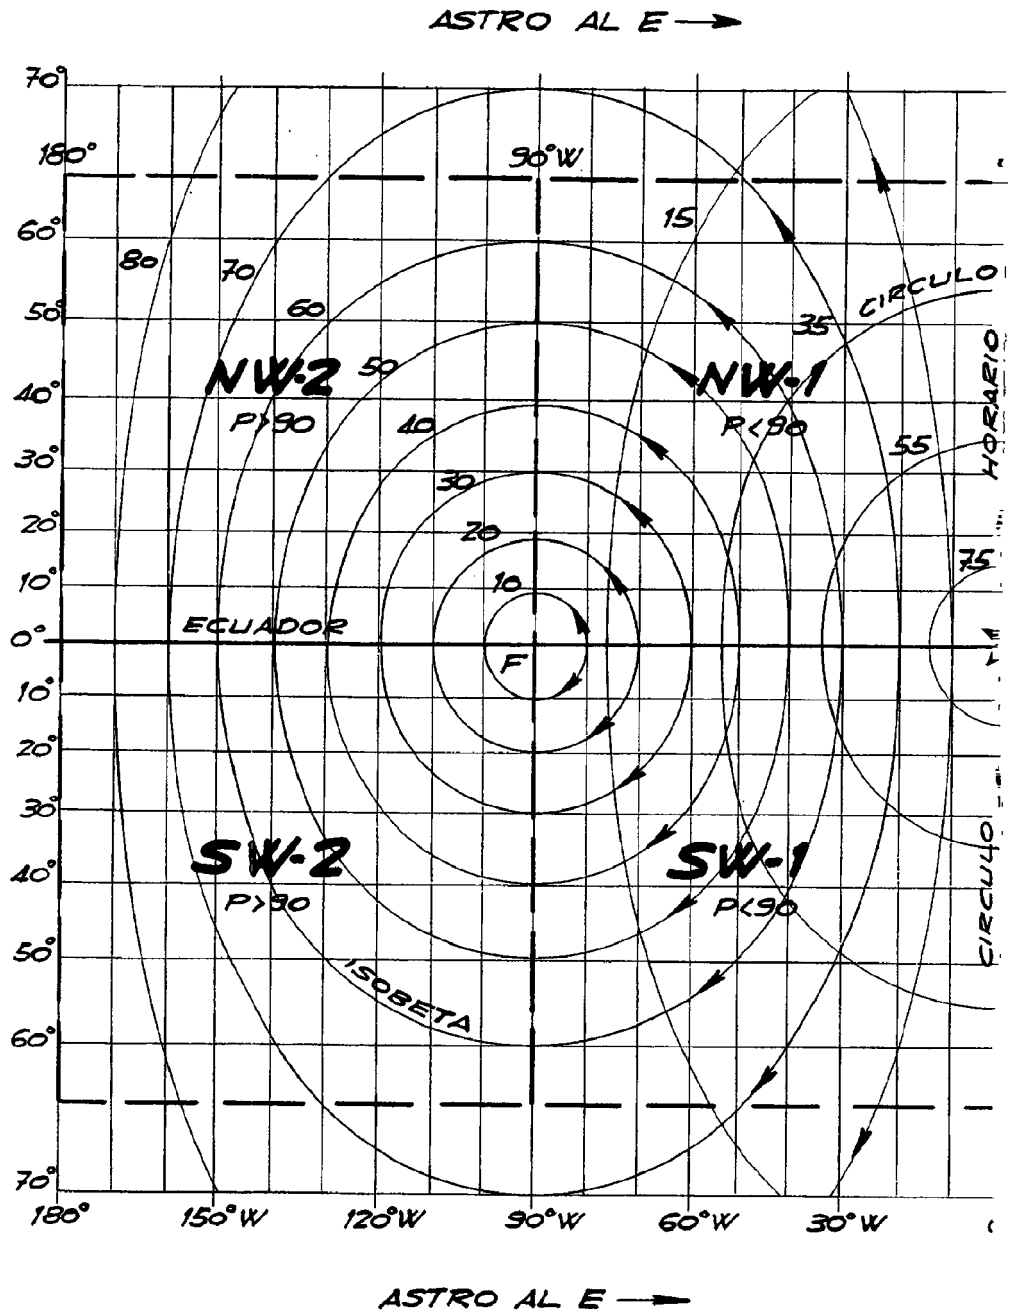 ASTRO AL E
70°
180° 90°W
60° 15
80 70 CIRCULO
50° 60 35
NW-2 50 NW-1
40° P>90 40 P<90
HORARIO
30° 30 55
20° 20
10° 10 75
ECUADOR
0° F
10°
20°
30°
SW-2 SW-1
40° P>90 P<90
CIRCULO
50° ISOBETA
60°
70°
180° 150°W 120°W 90°W 60°W 30°W
ASTRO AL E